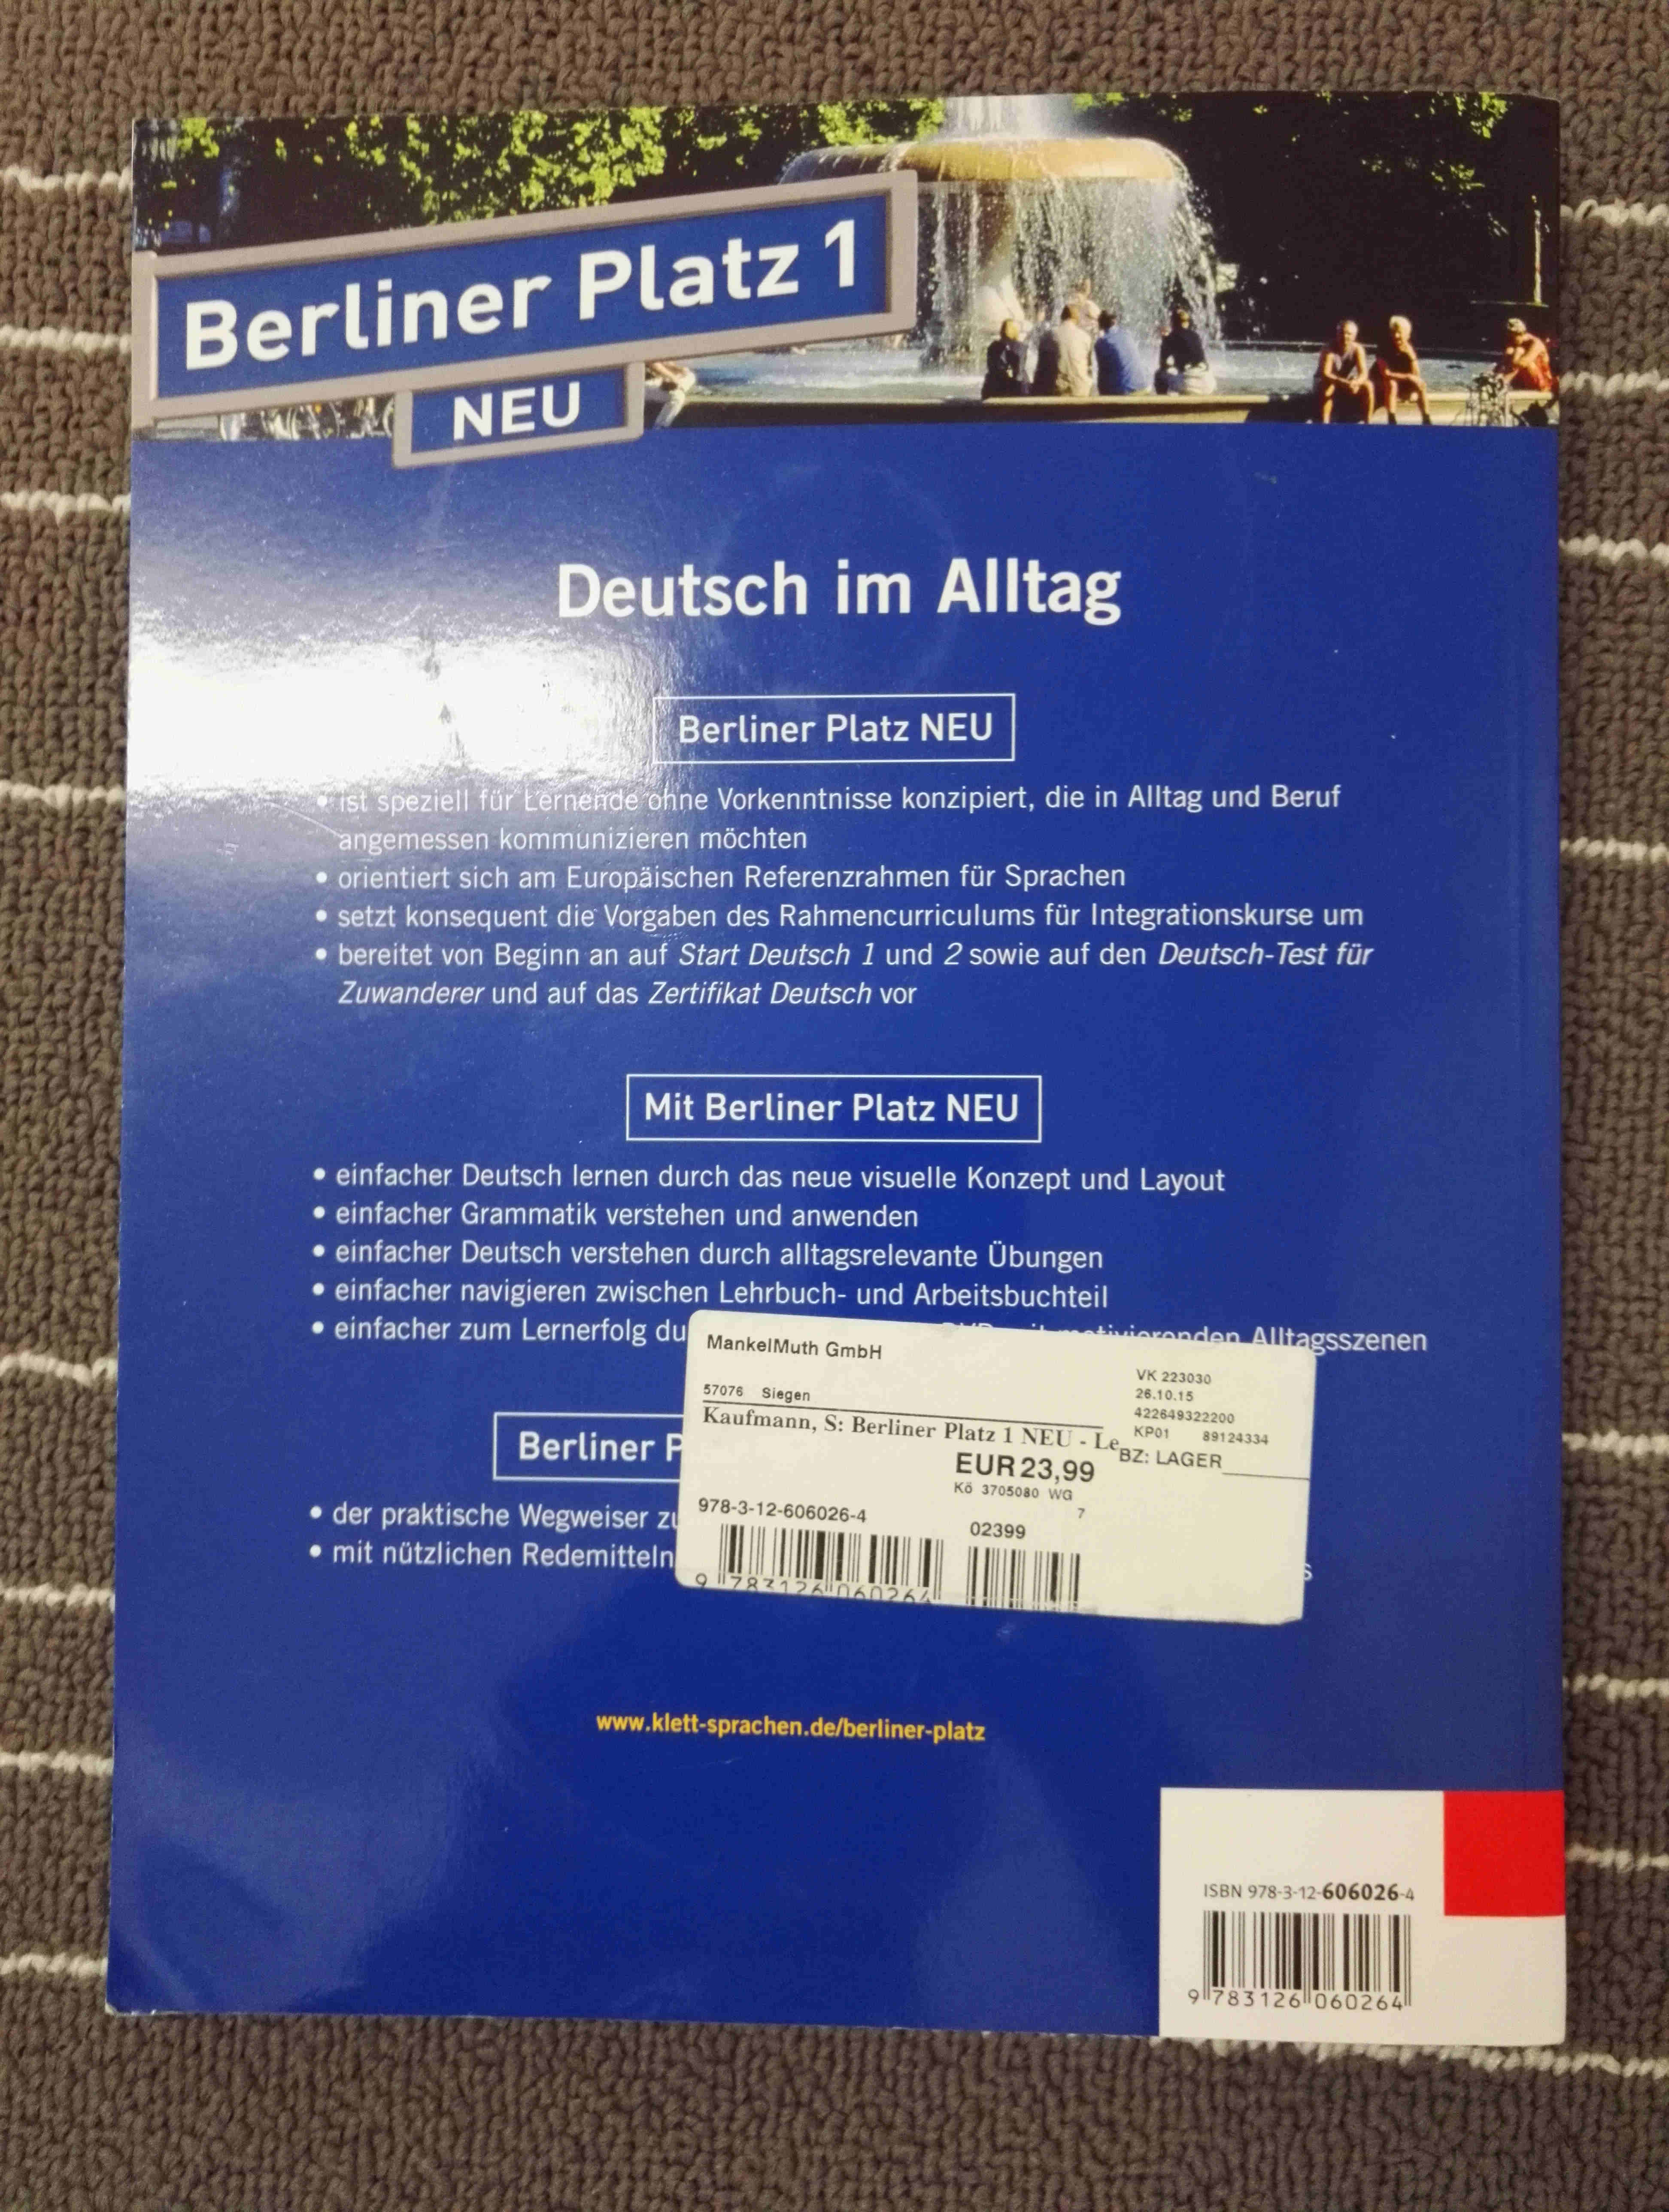 Berliner Platz 1
NEU
Deutsch im Alltag
Berliner Platz NEU
• ist speziell für Lernende ohne Vorkenntnisse konzipiert, die in Alltag und Beruf
angemessen kommunizieren möchten
• orientiert sich am Europäischen Referenzrahmen für Sprachen
• setzt konsequent die Vorgaben des Rahmencurriculums für Integrationskurse um
• bereitet von Beginn an auf Start Deutsch 1 und 2 sowie auf den Deutsch-Test für
Zuwanderer und auf das Zertifikat Deutsch vor
Mit Berliner Platz NEU
• einfacher Deutsch lernen durch das neue visuelle Konzept und Layout
• einfacher Grammatik verstehen und anwenden
• einfacher Deutsch verstehen durch alltagsrelevante Übungen
• einfacher navigieren zwischen Lehrbuch- und Arbeitsbuchteil
• einfacher zum Lernerfolg du motivierenden Alltagsszenen
MankelMuth GmbH
57076 Siegen
VK 223030
26.10.15
422649322200
KP01 89124334
Kaufmann, S: Berliner Platz 1 NEU - Le
BZ: LAGER
EUR 23,99
Kö 3705080 WG
7
978-3-12-606026-4
02399
9 783126 060264
Berliner P
• der praktische Wegweiser zu
• mit nützlichen Redemitteln
www.klett-sprachen.de/berliner-platz
ISBN 978-3-12-606026-4
9 783126 060264